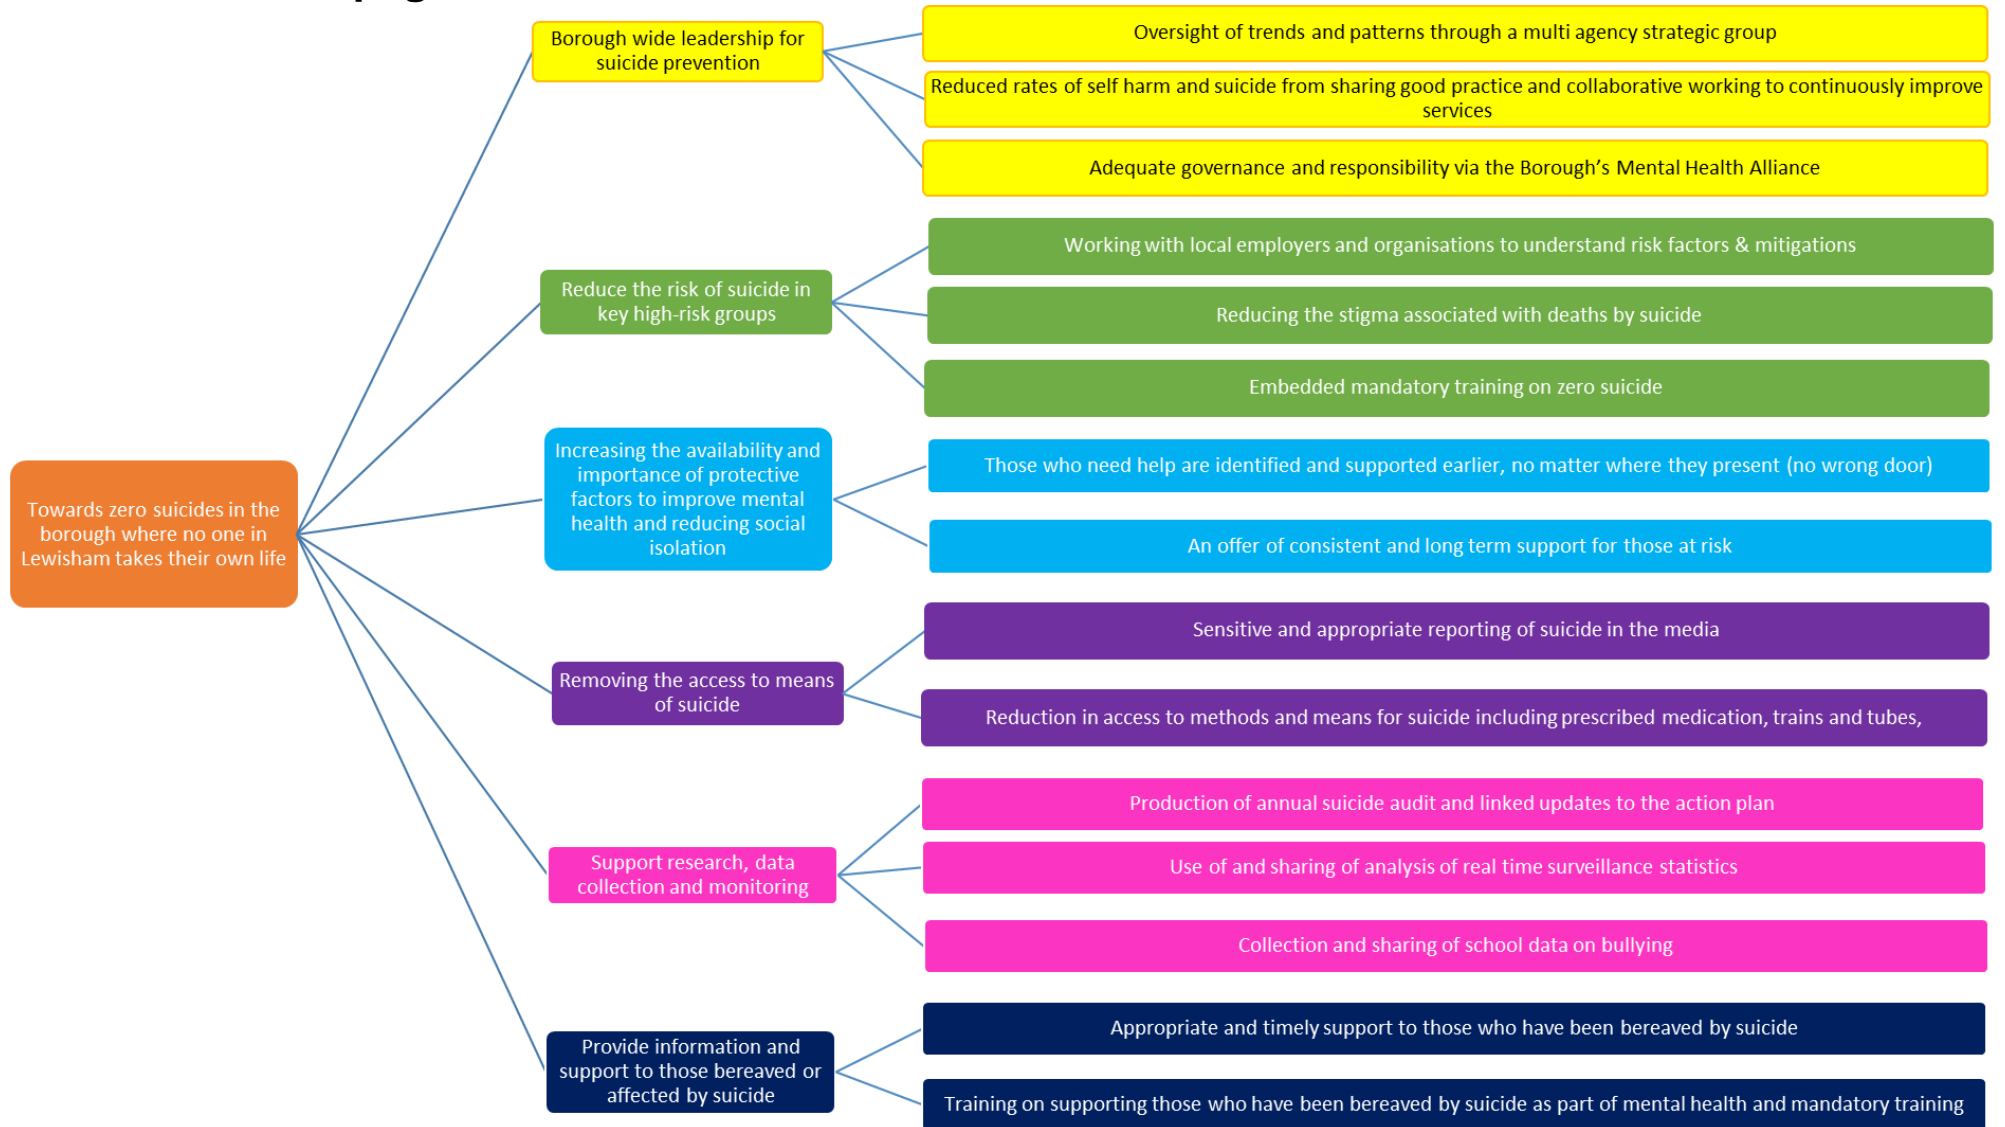 Borough wide leadership for
suicide prevention
Oversight of trends and patterns through a multi agency strategic group
Reduced rates of self harm and suicide from sharing good practice and collaborative working to continuously improve
services
Adequate governance and responsibility via the Borough’s Mental Health Alliance
Reduce the risk of suicide in
key high-risk groups
Working with local employers and organisations to understand risk factors & mitigations
Reducing the stigma associated with deaths by suicide
Embedded mandatory training on zero suicide
Towards zero suicides in the
borough where no one in
Lewisham takes their own life
Increasing the availability and
importance of protective
factors to improve mental
health and reducing social
isolation
Those who need help are identified and supported earlier, no matter where they present (no wrong door)
An offer of consistent and long term support for those at risk
Removing the access to means
of suicide
Sensitive and appropriate reporting of suicide in the media
Reduction in access to methods and means for suicide including prescribed medication, trains and tubes,
Support research, data
collection and monitoring
Production of annual suicide audit and linked updates to the action plan
Use of and sharing of analysis of real time surveillance statistics
Collection and sharing of school data on bullying
Provide information and
support to those bereaved or
affected by suicide
Appropriate and timely support to those who have been bereaved by suicide
Training on supporting those who have been bereaved by suicide as part of mental health and mandatory training